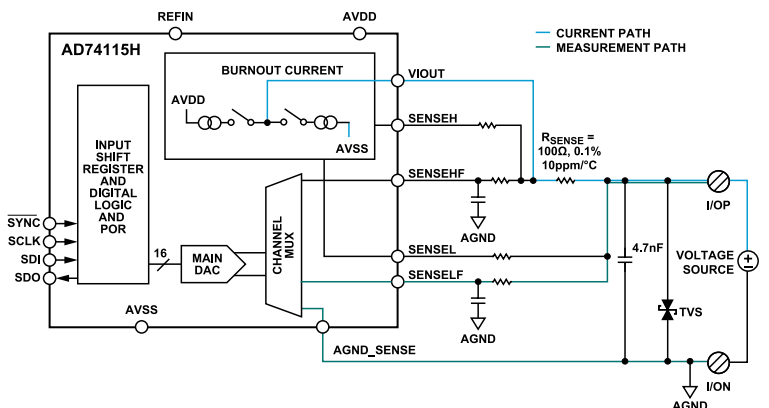 REFIN
AVDD
AD74115H
CURRENT PATH
MEASUREMENT PATH
BURNOUT CURRENT
VIOUT
AVDD
AVSS
SENSEH
RSENSE =
100Ω, 0.1%
10ppm/°C
INPUT
SHIFT
REGISTER
AND
DIGITAL
LOGIC
AND
POR
SENSEHF
I/OP
AGND
SYNC
SCLK
SDI
SDO
16
MAIN
DAC
CHANNEL
MUX
SENSEL
4.7nF
VOLTAGE
SOURCE
SENSELF
AVSS
AGND
TVS
AGND_SENSE
I/ON
AGND